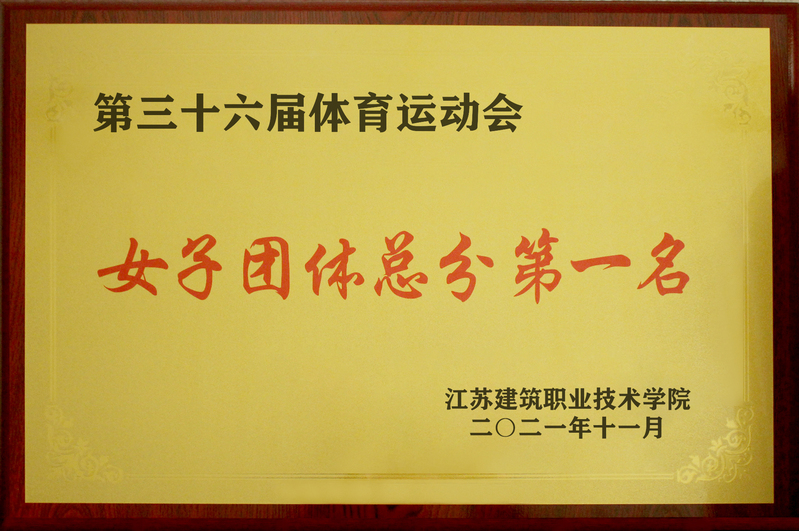 第三十六届体育运动会
女子团体总分第一名
江苏建筑职业技术学院
二〇二一年十一月